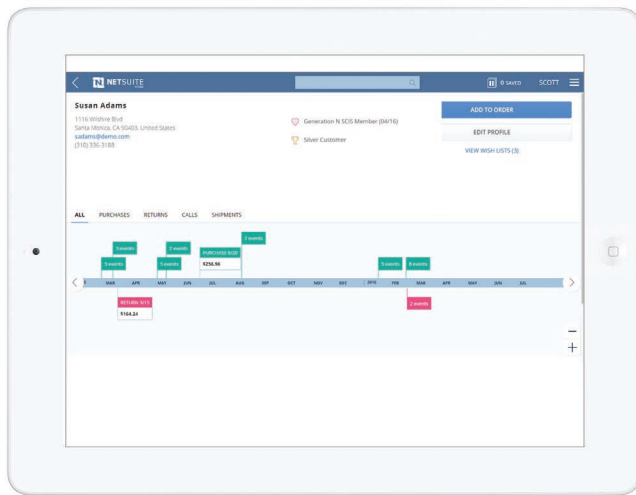 NETSUITE
0 SAVED
SCOTT
Susan Adams
1116 Wilshire Blvd
Santa Monica, CA 90403, United States
sadams@demo.com
(310) 336-3188
Generation N SCIS Member (04/16)
Silver Customer
ADD TO ORDER
EDIT PROFILE
VIEW WISH LISTS (3)
ALL PURCHASES RETURNS CALLS SHIPMENTS
2 events
3 events 2 events PURCHASE 9/20
5 events 5 events $256.96 5 events 8 events
MAR APR MAY JUN JUL AUG SEP OCT NOV DEC 2016 FEB MAR APR MAY JUN JUL
RETURN 3/15 2 events
$164.24